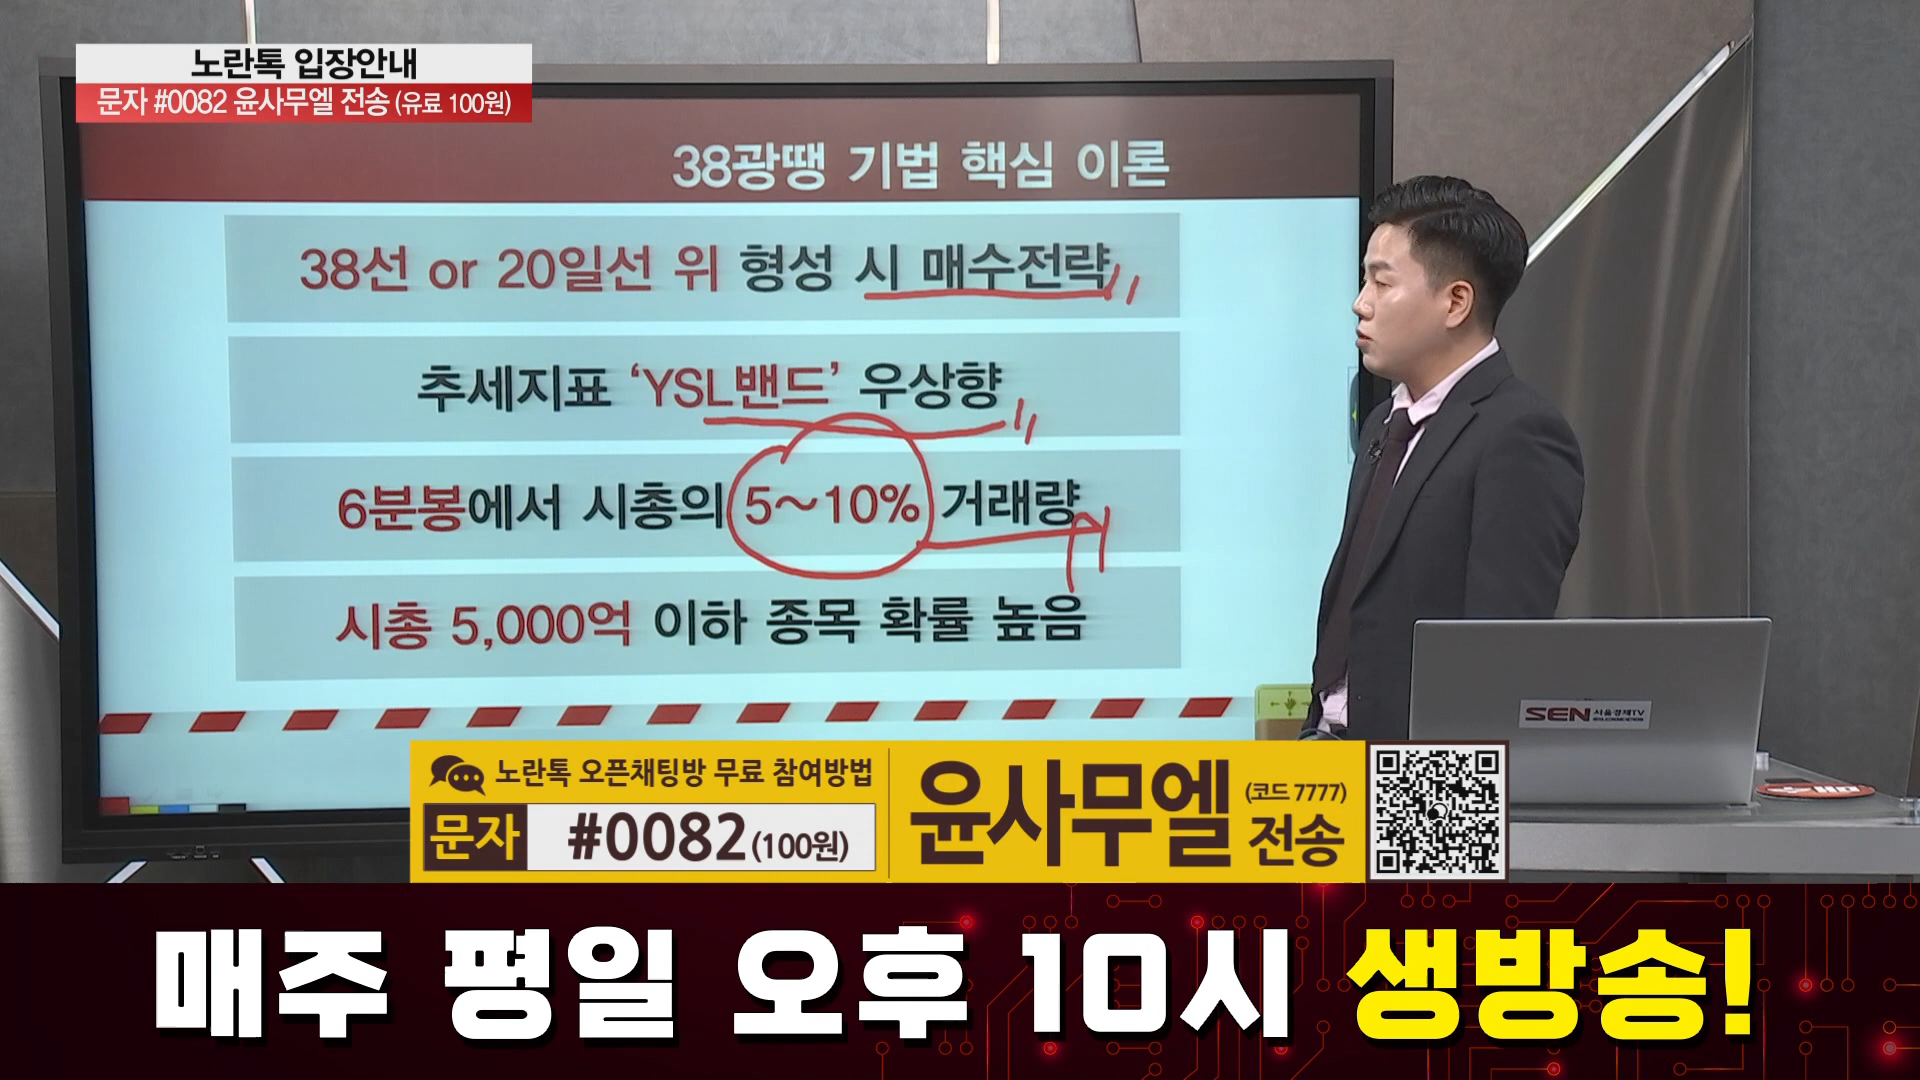 노란톡 입장안내
문자 #0082 윤사무엘 전송 (유료 100원)
38광땡 기법 핵심 이론
38선 or 20일선 위 형성 시 매수전략
추세지표 ‘YSL밴드’ 우상향
6분봉에서 시총의 5~10% 거래량
시총 5,000억 이하 종목 확률 높음
SEN 서울경제TV
노란톡 오픈채팅방 무료 참여방법
문자 #0082 (100원)
윤사무엘 (코드 7777) 전송
매주 평일 오후 10시 생방송!